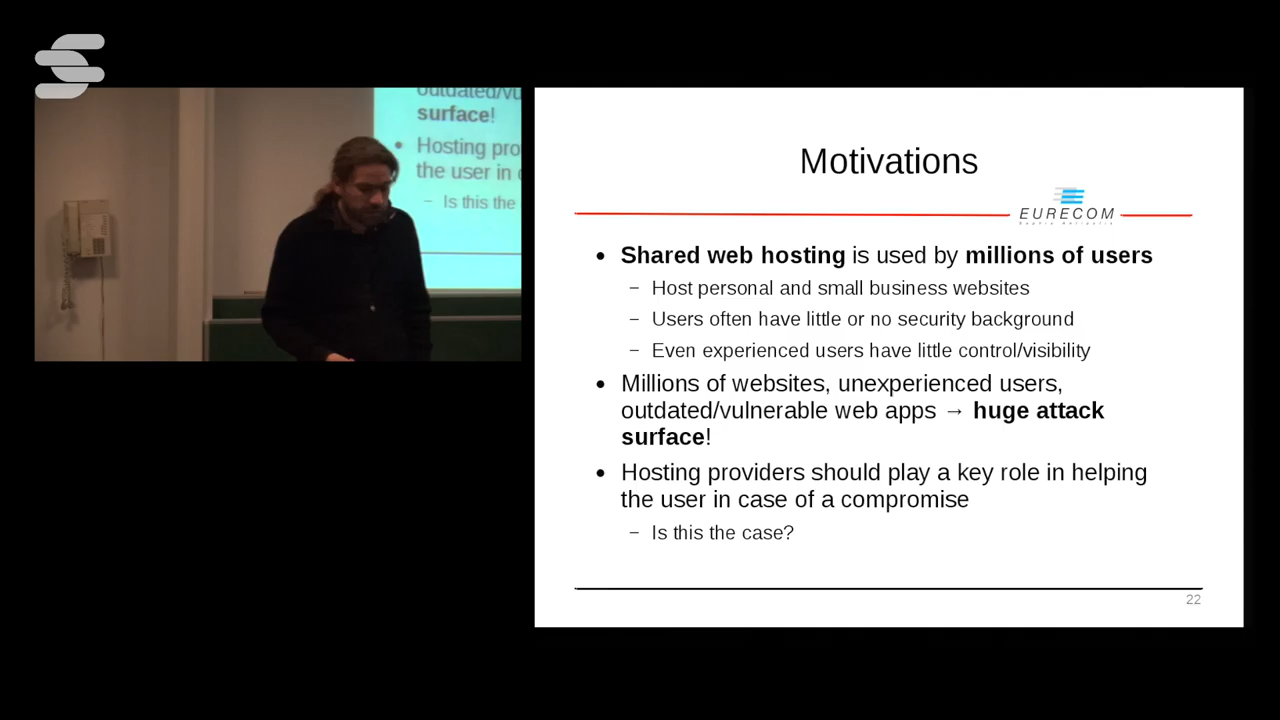 outdated/vu
surface!
Hosting pro
the user in
– Is this the
Motivations
EURECOM
• Shared web hosting is used by millions of users
– Host personal and small business websites
– Users often have little or no security background
– Even experienced users have little control/visibility
• Millions of websites, unexperienced users,
outdated/vulnerable web apps → huge attack
surface!
• Hosting providers should play a key role in helping
the user in case of a compromise
– Is this the case?
22